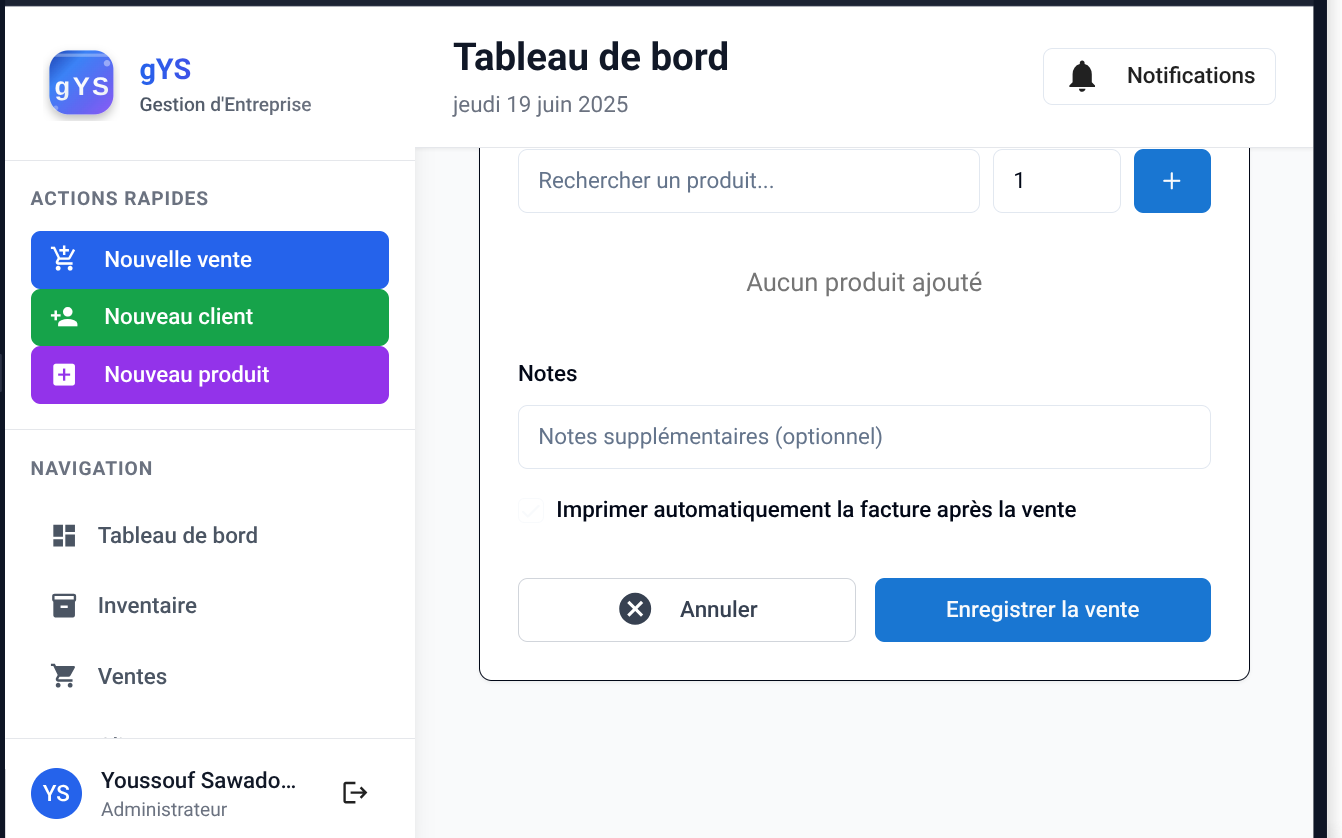 gYS
gYS
Gestion d'Entreprise
ACTIONS RAPIDES
Nouvelle vente
Nouveau client
Nouveau produit
NAVIGATION
Tableau de bord
Inventaire
Ventes
YS
Youssouf Sawado...
Administrateur
Tableau de bord
jeudi 19 juin 2025
Notifications
Rechercher un produit...
1
+
Aucun produit ajouté
Notes
Notes supplémentaires (optionnel)
Imprimer automatiquement la facture après la vente
Annuler
Enregistrer la vente